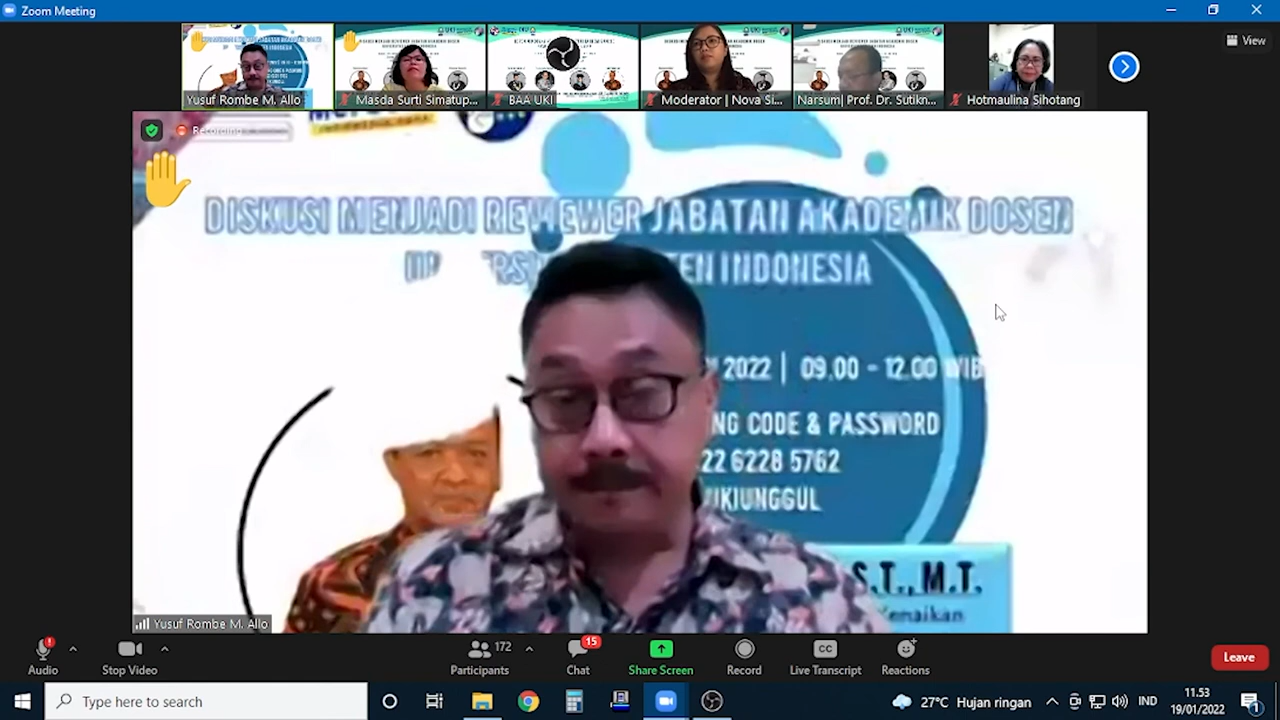 Zoom Meeting
View
Yusuf Rombe M. Allo
Masda Surti Simatup...
BAA UKI
Moderator | Nova Si...
Narsum| Prof. Dr. Sutikn...
Hotmaulina Sihotang
Recording
DISKUSI MENJADI REVIEWER JABATAN AKADEMIK DOSEN
INDONESIA
2022 | 09.00 - 12.00 WIB
CODE & PASSWORD
22 6228 5762
UKIUNGGUL
S.T., M.T.
Yusuf Rombe M. Allo
Audio
Stop Video
172
Participants
15
Chat
Share Screen
Record
CC
Live Transcript
Reactions
Leave
Type here to search
27°C Hujan ringan
IND
11.53
19/01/2022
1